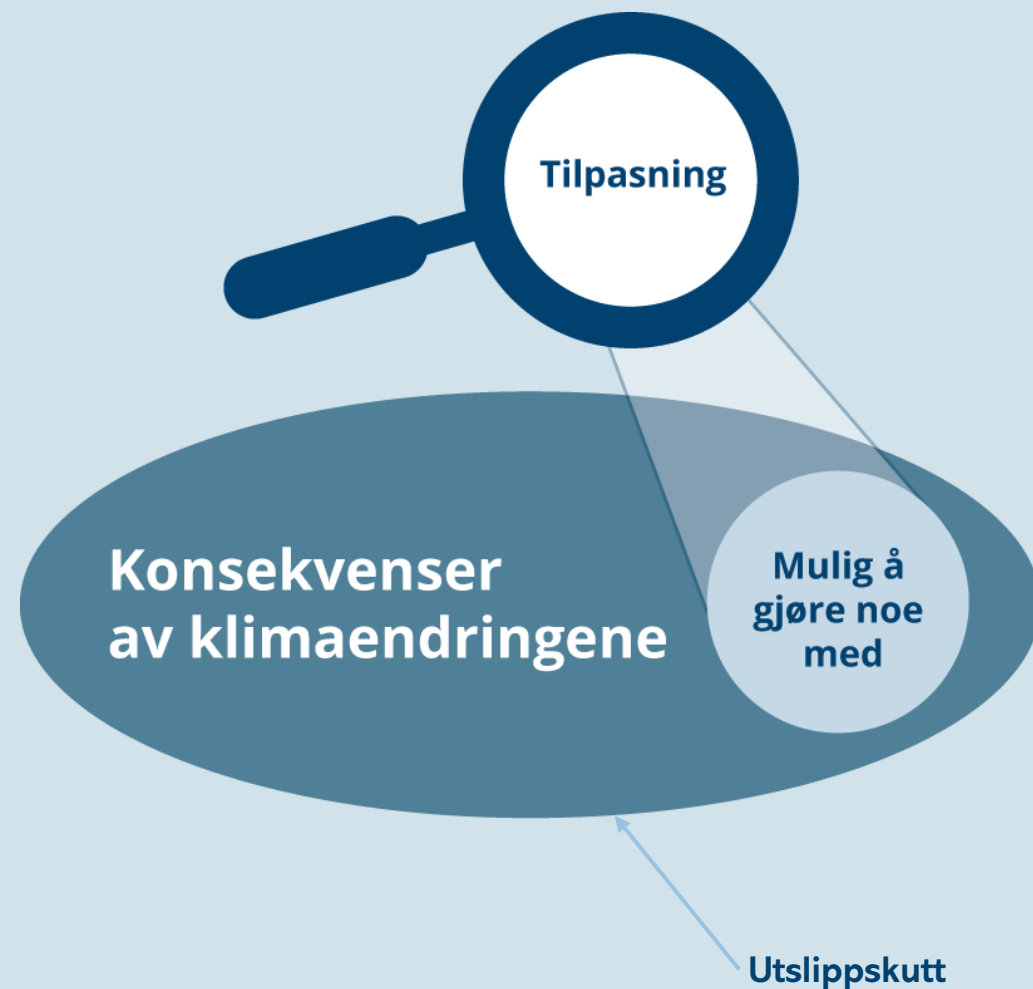 Tilpasning
Konsekvenser
av klimaendringene
Mulig å
gjøre noe
med
Utslippskutt